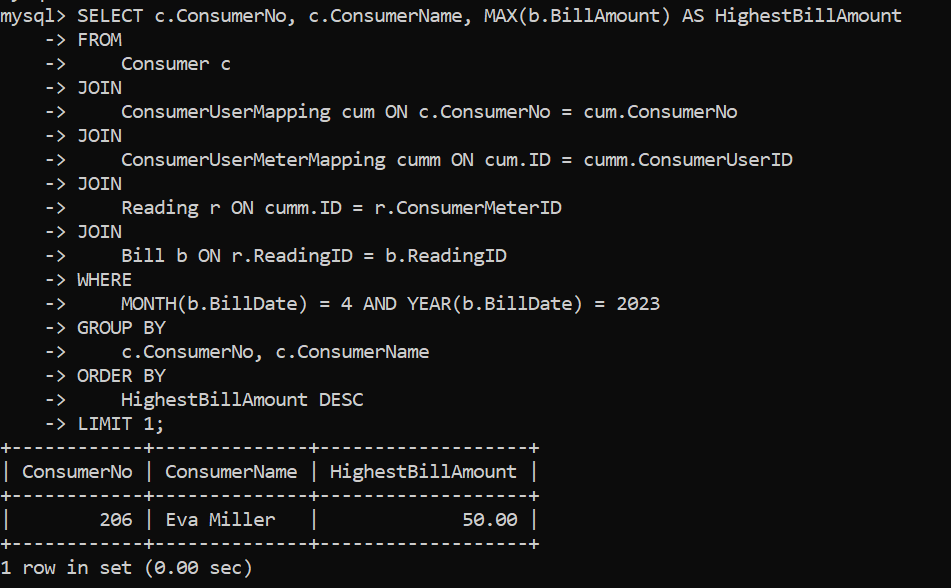 mysql> SELECT c.ConsumerNo, c.ConsumerName, MAX(b.BillAmount) AS HighestBillAmount
    -> FROM
    ->     Consumer c
    -> JOIN
    ->     ConsumerUserMapping cum ON c.ConsumerNo = cum.ConsumerNo
    -> JOIN
    ->     ConsumerUserMeterMapping cumm ON cum.ID = cumm.ConsumerUserID
    -> JOIN
    ->     Reading r ON cumm.ID = r.ConsumerMeterID
    -> JOIN
    ->     Bill b ON r.ReadingID = b.ReadingID
    -> WHERE
    ->     MONTH(b.BillDate) = 4 AND YEAR(b.BillDate) = 2023
    -> GROUP BY
    ->     c.ConsumerNo, c.ConsumerName
    -> ORDER BY
    ->     HighestBillAmount DESC
    -> LIMIT 1;
+------------+--------------+-------------------+
| ConsumerNo | ConsumerName | HighestBillAmount |
+------------+--------------+-------------------+
|        206 | Eva Miller   |             50.00 |
+------------+--------------+-------------------+
1 row in set (0.00 sec)